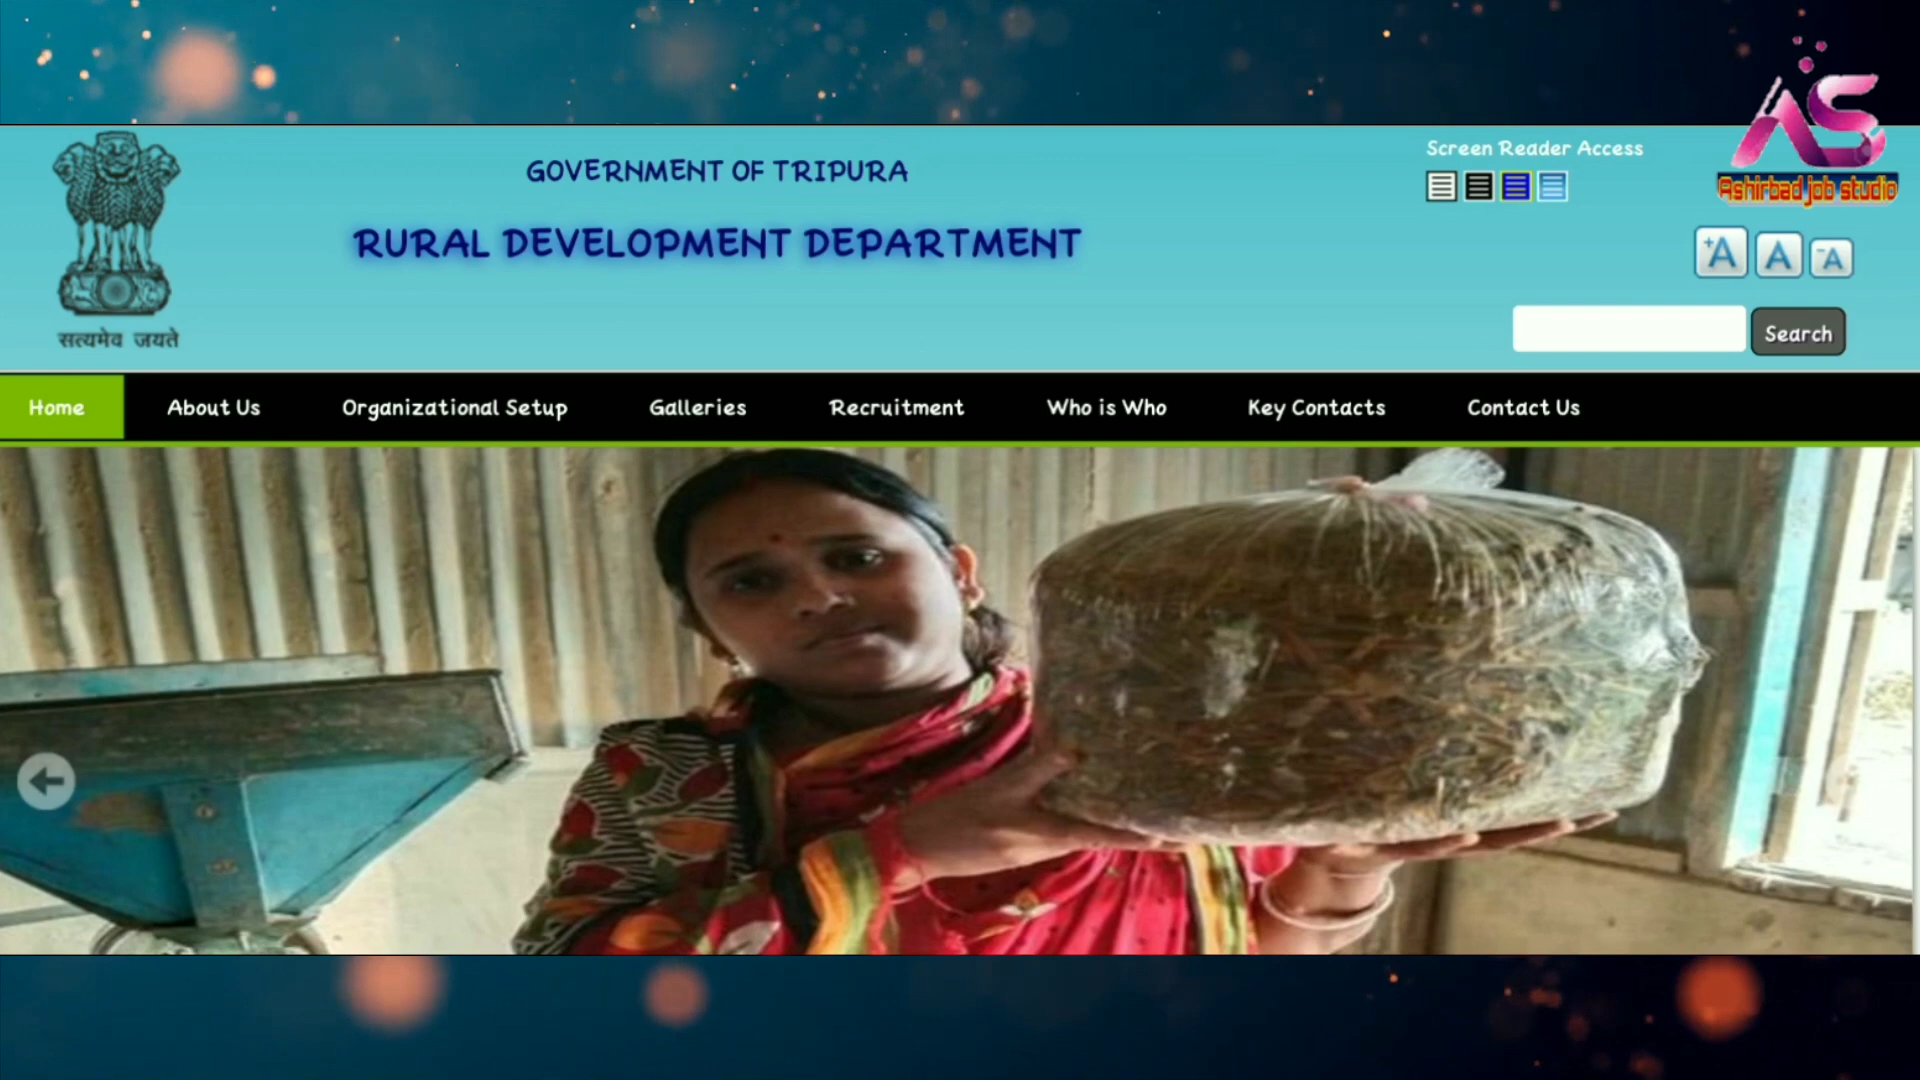 GOVERNMENT OF TRIPURA
RURAL DEVELOPMENT DEPARTMENT
सत्यमेव जयते
Screen Reader Access
AS
Ashirbad job studio
+A A -A
Search
Home About Us Organizational Setup Galleries Recruitment Who is Who Key Contacts Contact Us